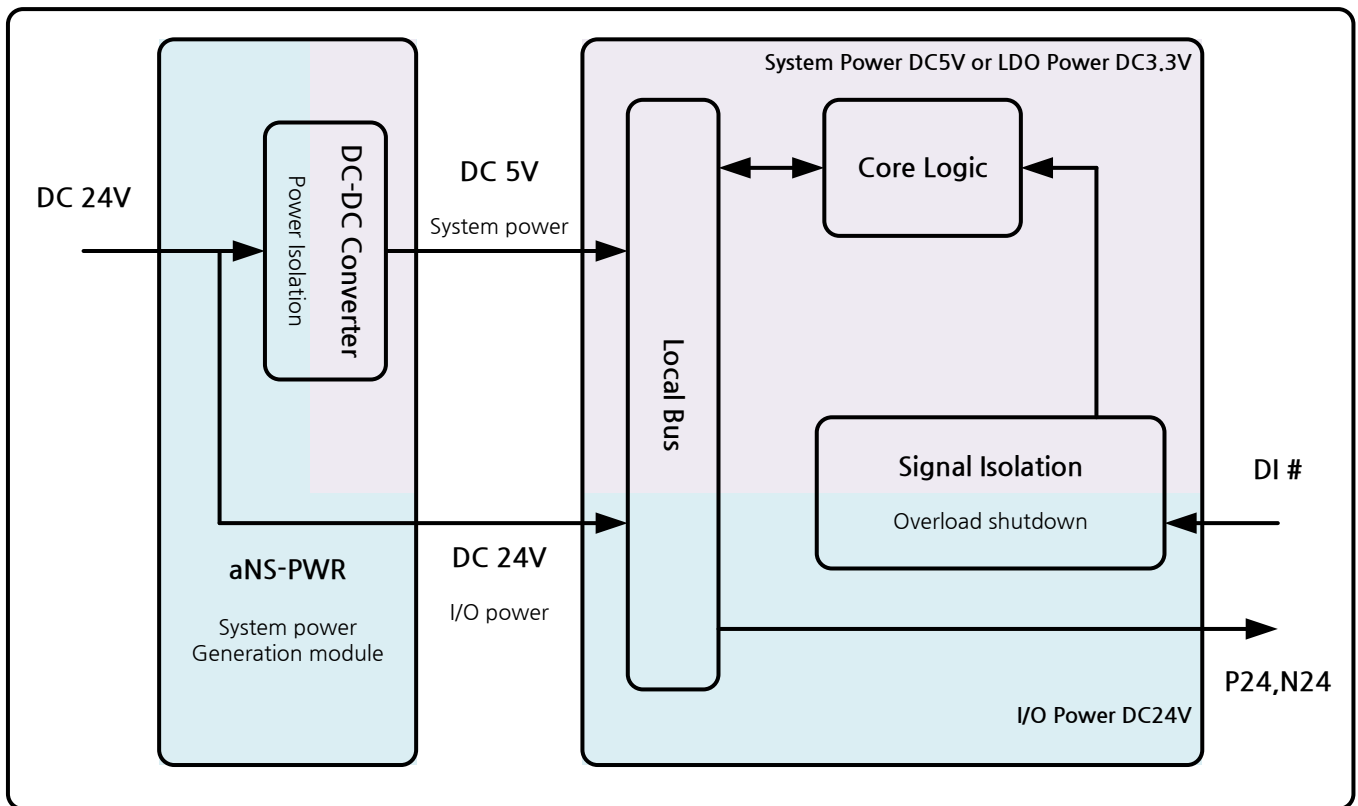 System Power DC5V or LDO Power DC3.3V
DC 24V
DC-DC Converter
Power Isolation
DC 5V
System power
Core Logic
Local Bus
Signal Isolation
Overload shutdown
DI #
aNS-PWR
System power
Generation module
DC 24V
I/O power
P24,N24
I/O Power DC24V